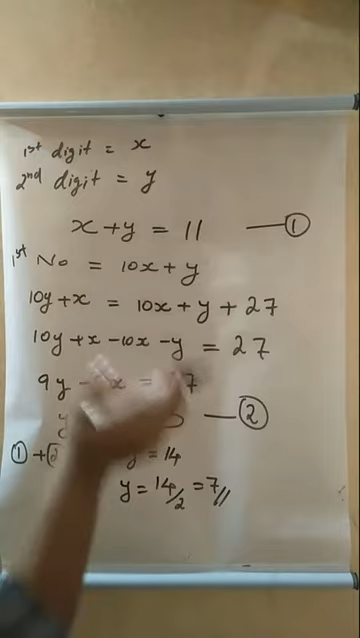 1st digit = x
2nd digit = y
x + y = 11 — ①
1st No = 10x + y
10y + x = 10x + y + 27
10y + x - 10x - y = 27
9y - x = 7
y — ②
① + y = 14
y = 14/2 = 7//